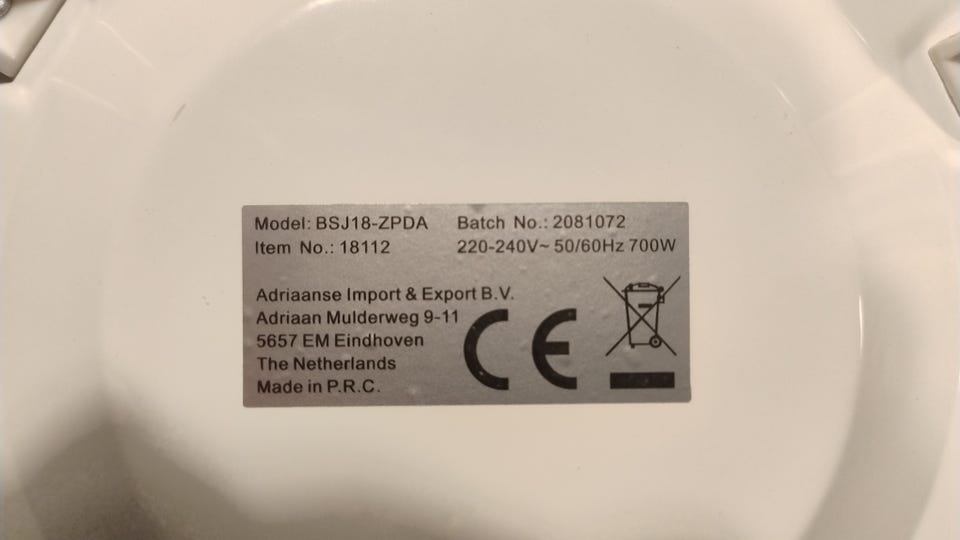 Model: BSJ18-ZPDA Batch No.: 2081072
Item No.: 18112 220-240V~ 50/60Hz 700W
Adriaanse Import & Export B.V.
Adriaan Mulderweg 9-11
5657 EM Eindhoven
The Netherlands
Made in P.R.C.
CE